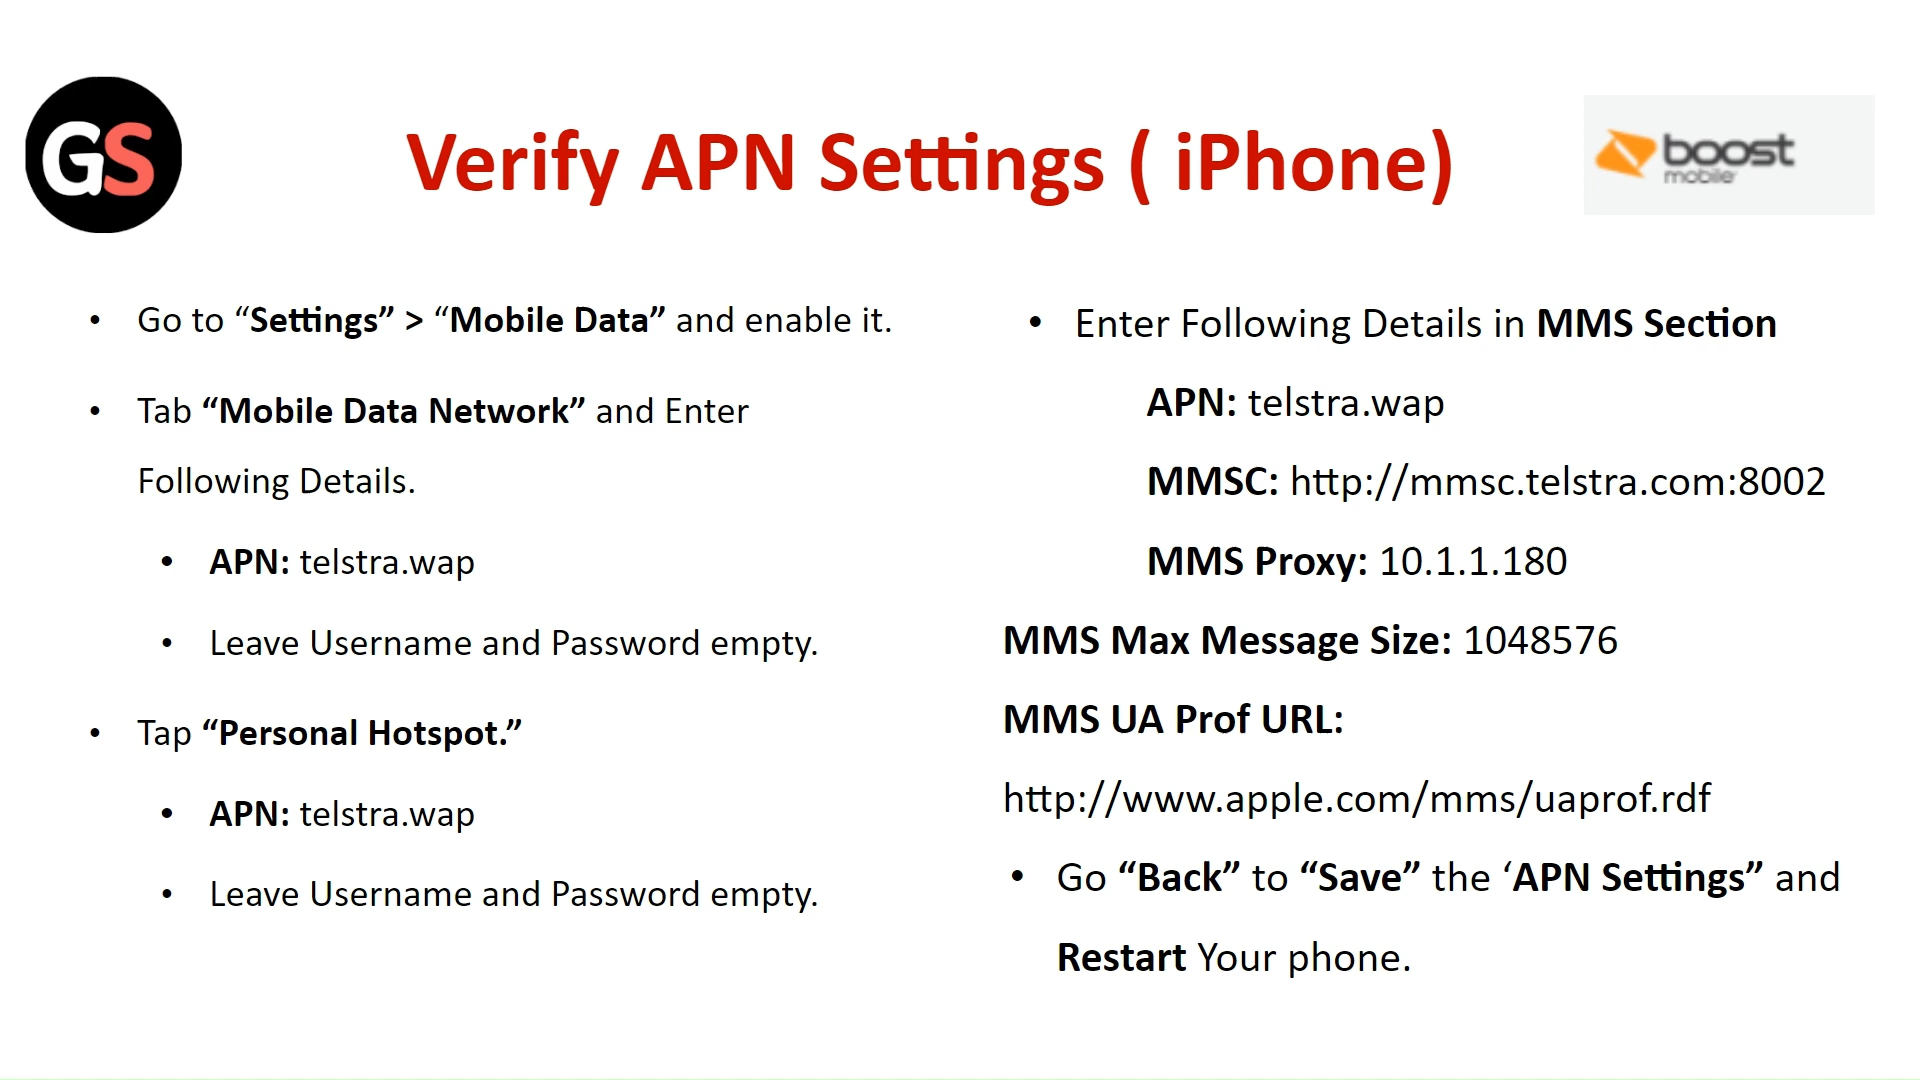 GS
Verify APN Settings ( iPhone)
boost
mobile
• Go to “Settings” > “Mobile Data” and enable it.
• Tab “Mobile Data Network” and Enter
Following Details.
• APN: telstra.wap
• Leave Username and Password empty.
• Tap “Personal Hotspot.”
• APN: telstra.wap
• Leave Username and Password empty.
• Enter Following Details in MMS Section
APN: telstra.wap
MMSC: http://mmsc.telstra.com:8002
MMS Proxy: 10.1.1.180
MMS Max Message Size: 1048576
MMS UA Prof URL:
http://www.apple.com/mms/uaprof.rdf
• Go “Back” to “Save” the ‘APN Settings” and
Restart Your phone.